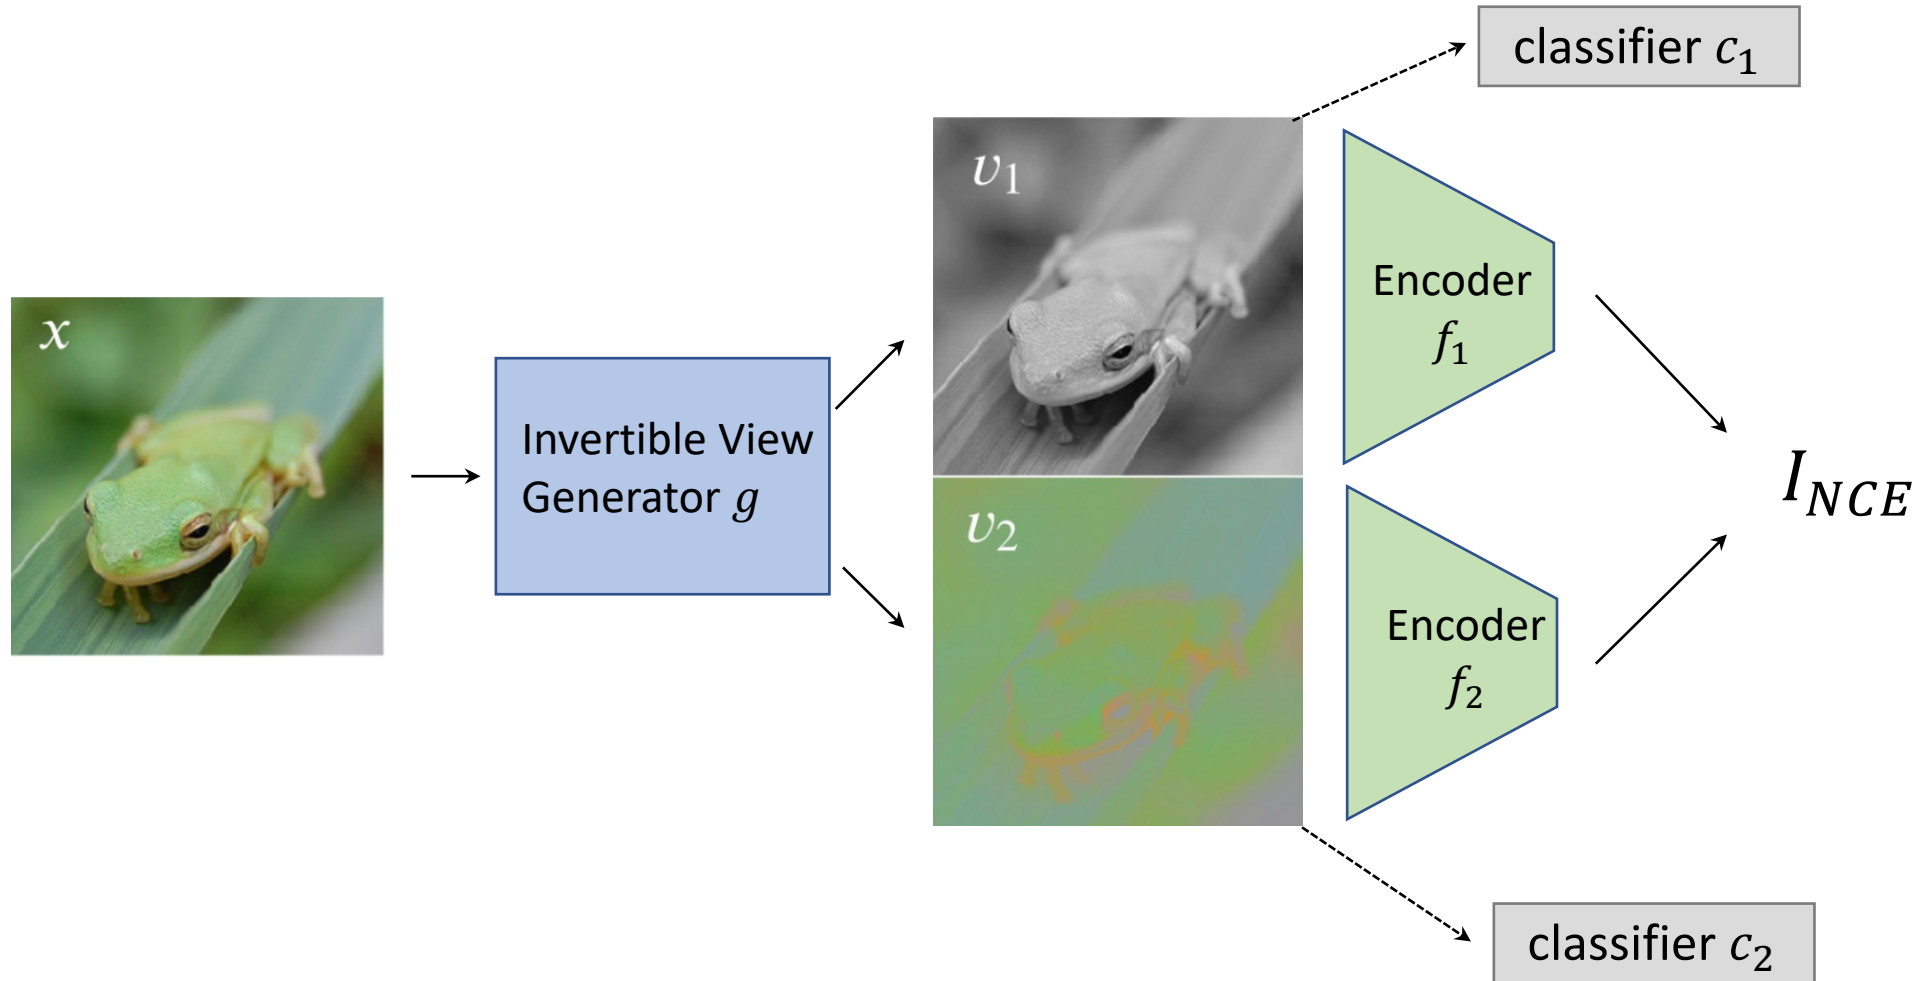 classifier c₁
v₁
Encoder
f₁
x
Invertible View
Generator g
I_NCE
v₂
Encoder
f₂
classifier c₂